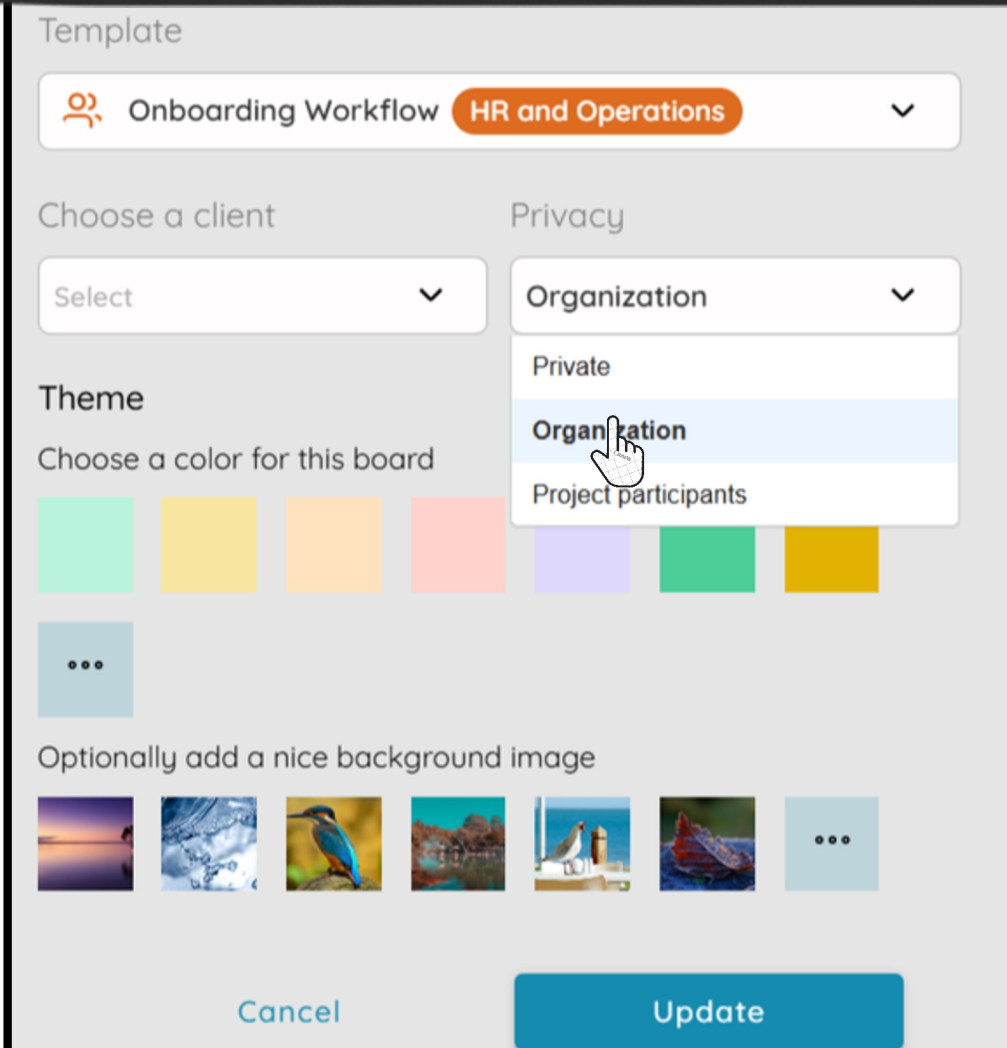 Template
Onboarding Workflow HR and Operations
Choose a client Privacy
Select Organization
Private
Theme
Organization
Choose a color for this board
Project participants
Optionally add a nice background image
Cancel Update